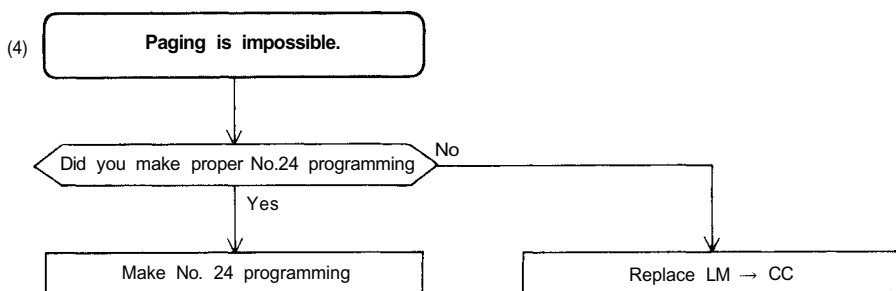 (4) Paging is impossible.
Did you make proper No.24 programming
No
Yes
Make No. 24 programming
Replace LM → CC